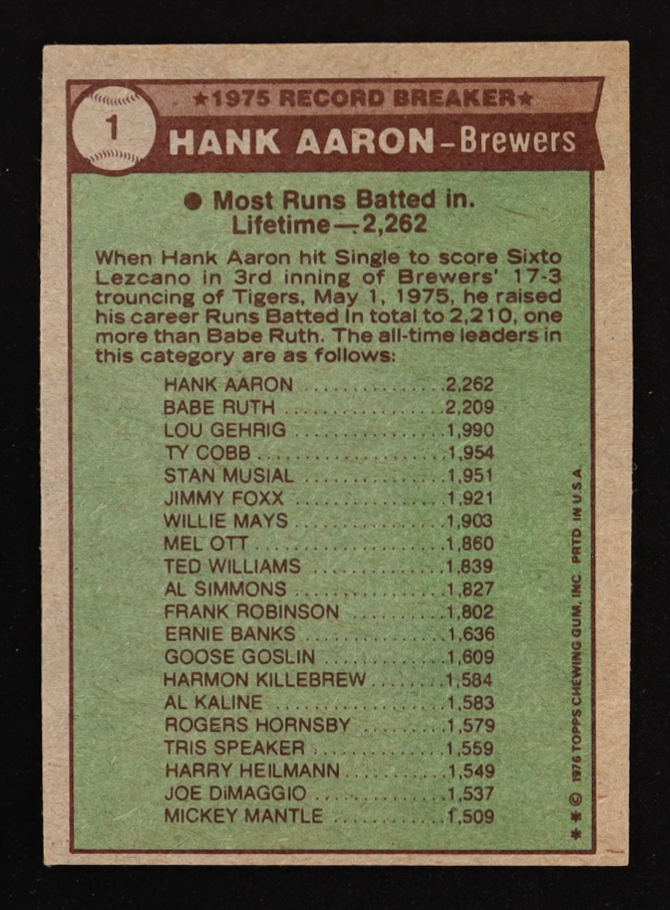 ★1975 RECORD BREAKER★
1
HANK AARON–Brewers
● Most Runs Batted in.
Lifetime—2,262
When Hank Aaron hit Single to score Sixto
Lezcano in 3rd inning of Brewers' 17-3
trouncing of Tigers, May 1, 1975, he raised
his career Runs Batted In total to 2,210, one
more than Babe Ruth. The all-time leaders in
this category are as follows:
HANK AARON ................2,262
BABE RUTH ..................2,209
LOU GEHRIG .................1,990
TY COBB .....................1,954
STAN MUSIAL ................1,951
JIMMY FOXX .................1,921
WILLIE MAYS .................1,903
MEL OTT .....................1,860
TED WILLIAMS ...............1,839
AL SIMMONS .................1,827
FRANK ROBINSON ............1,802
ERNIE BANKS ................1,636
GOOSE GOSLIN ..............1,609
HARMON KILLEBREW ........1,584
AL KALINE ...................1,583
ROGERS HORNSBY ...........1,579
TRIS SPEAKER ...............1,559
HARRY HEILMANN ............1,549
JOE DiMAGGIO ...............1,537
MICKEY MANTLE .............1,509
✱ ✱ © 1976 TOPPS CHEWING GUM, INC. PRTD. IN U.S.A.